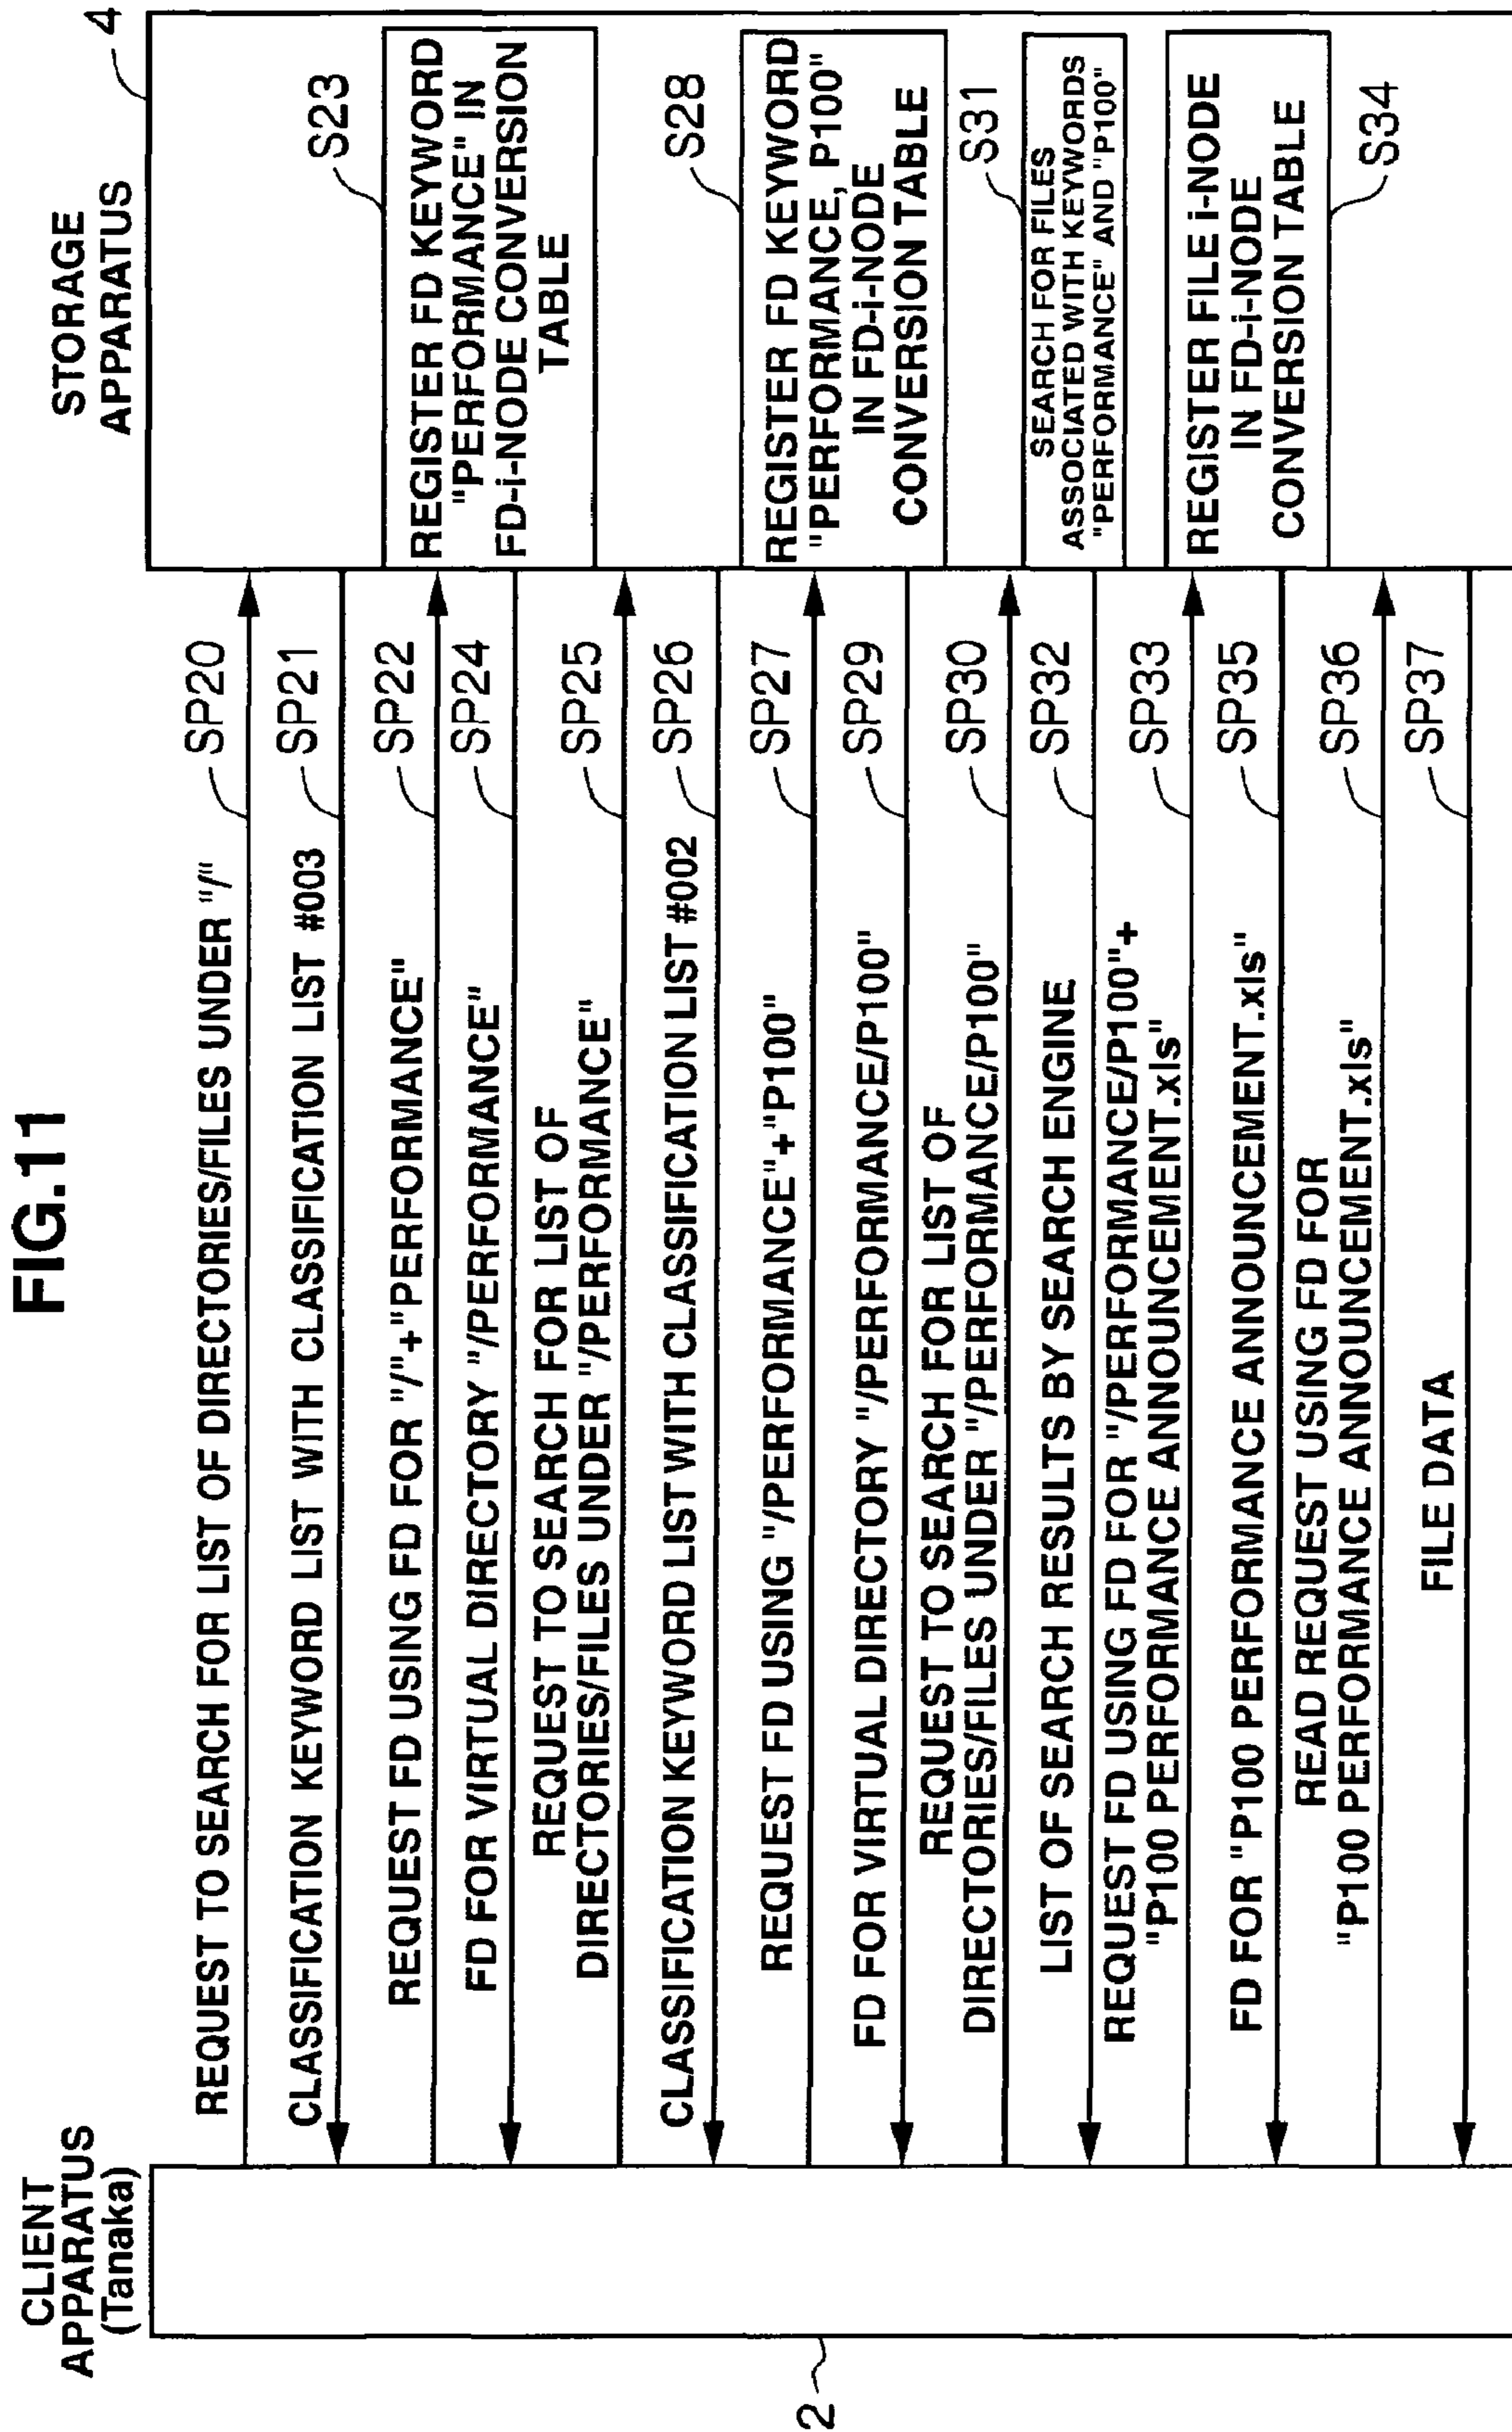 FIG.11
CLIENT
APPARATUS
(Tanaka)
2
STORAGE
APPARATUS
4
REQUEST TO SEARCH FOR LIST OF DIRECTORIES/FILES UNDER "/"
SP20
CLASSIFICATION KEYWORD LIST WITH CLASSIFICATION LIST #003
SP21
REQUEST FD USING FD FOR "/"+"PERFORMANCE"
SP22
S23
REGISTER FD KEYWORD
"PERFORMANCE" IN
FD-i-NODE CONVERSION
TABLE
FD FOR VIRTUAL DIRECTORY "/PERFORMANCE"
SP24
REQUEST TO SEARCH FOR LIST OF
DIRECTORIES/FILES UNDER "/PERFORMANCE"
SP25
CLASSIFICATION KEYWORD LIST WITH CLASSIFICATION LIST #002
SP26
REQUEST FD USING "/PERFORMANCE"+"P100"
SP27
S28
REGISTER FD KEYWORD
"PERFORMANCE, P100"
IN FD-i-NODE
CONVERSION TABLE
FD FOR VIRTUAL DIRECTORY "/PERFORMANCE/P100"
SP29
REQUEST TO SEARCH FOR LIST OF
DIRECTORIES/FILES UNDER "/PERFORMANCE/P100"
SP30
S31
SEARCH FOR FILES
ASSOCIATED WITH KEYWORDS
"PERFORMANCE" AND "P100"
LIST OF SEARCH RESULTS BY SEARCH ENGINE
SP32
REQUEST FD USING FD FOR "/PERFORMANCE/P100"+
"P100 PERFORMANCE ANNOUNCEMENT.xls"
SP33
REGISTER FILE i-NODE
IN FD-i-NODE
CONVERSION TABLE
S34
FD FOR "P100 PERFORMANCE ANNOUNCEMENT.xls"
SP35
READ REQUEST USING FD FOR
"P100 PERFORMANCE ANNOUNCEMENT.xls"
SP36
FILE DATA
SP37